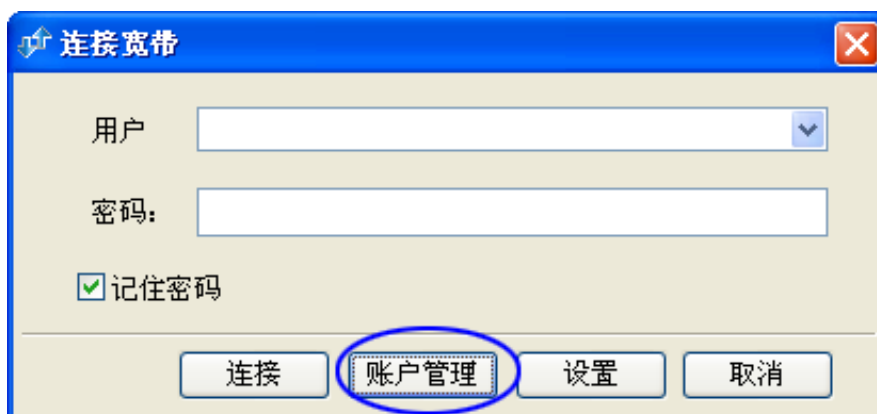 连接宽带
用户
密码：
记住密码
连接 账户管理 设置 取消